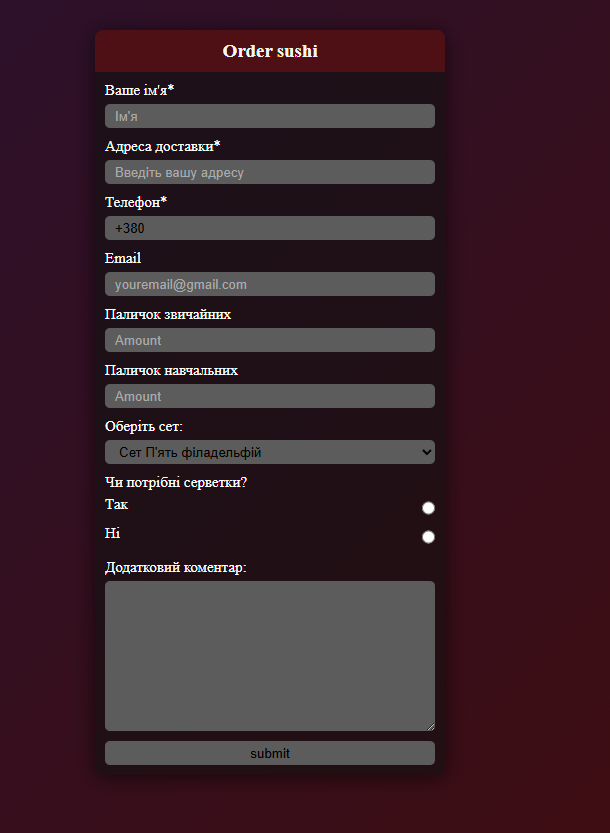 Order sushi
Ваше ім'я*
Ім'я
Адреса доставки*
Введіть вашу адресу
Телефон*
+380
Email
youremail@gmail.com
Паличок звичайних
Amount
Паличок навчальних
Amount
Оберіть сет:
Сет П'ять філадельфій
Чи потрібні серветки?
Так
Ні
Додатковий коментар:
submit